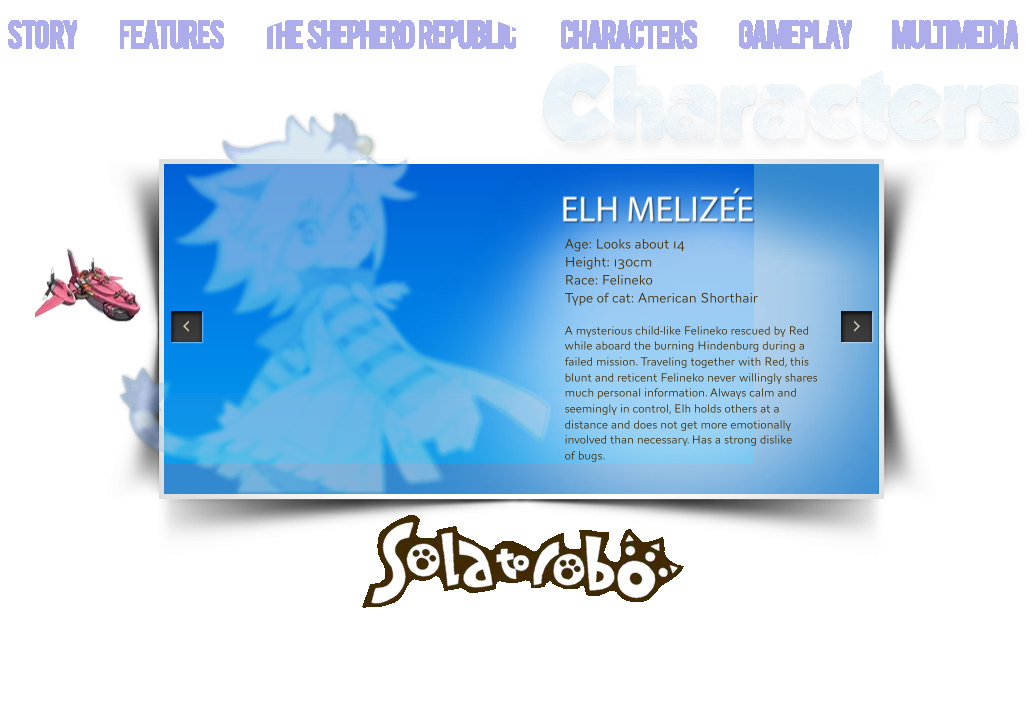 STORY FEATURES THE SHEPHERD REPUBLIC CHARACTERS GAMEPLAY MULTIMEDIA
Characters
ELH MELIZÉE
Age: Looks about 14
Height: 130cm
Race: Felineko
Type of cat: American Shorthair
A mysterious child-like Felineko rescued by Red
while aboard the burning Hindenburg during a
failed mission. Traveling together with Red, this
blunt and reticent Felineko never willingly shares
much personal information. Always calm and
seemingly in control, Elh holds others at a
distance and does not get more emotionally
involved than necessary. Has a strong dislike
of bugs.
Solatorobo